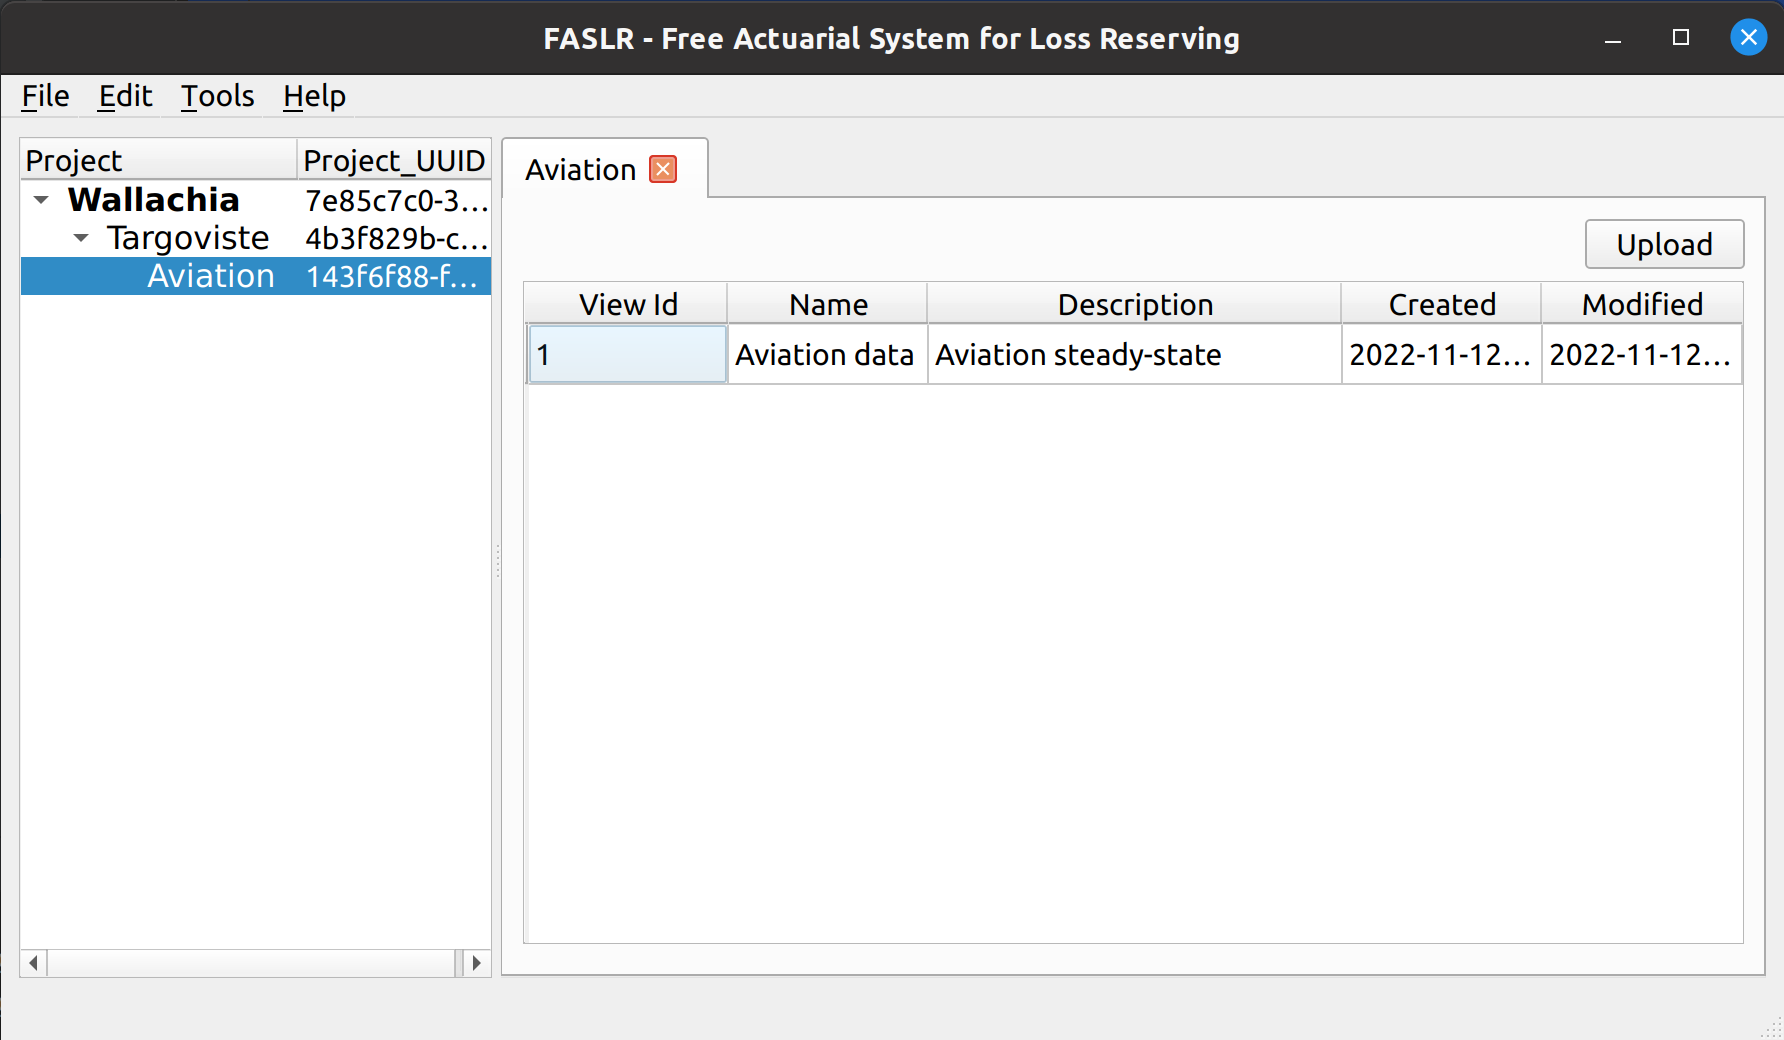 FASLR - Free Actuarial System for Loss Reserving
File Edit Tools Help
Project Project_UUID
Wallachia 7e85c7c0-3...
Targoviste 4b3f829b-c...
Aviation 143f6f88-f...
Aviation
Upload
View Id Name Description Created Modified
1 Aviation data Aviation steady-state 2022-11-12... 2022-11-12...